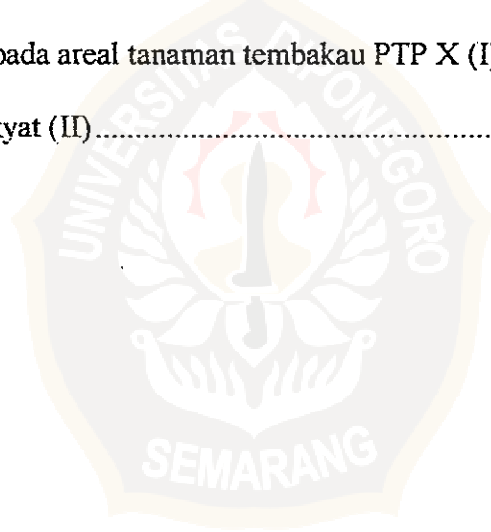 pada areal tanaman tembakau PTP X (I)
yat (II)................................................
UNIVERSITAS DIPONEGORO
SEMARANG